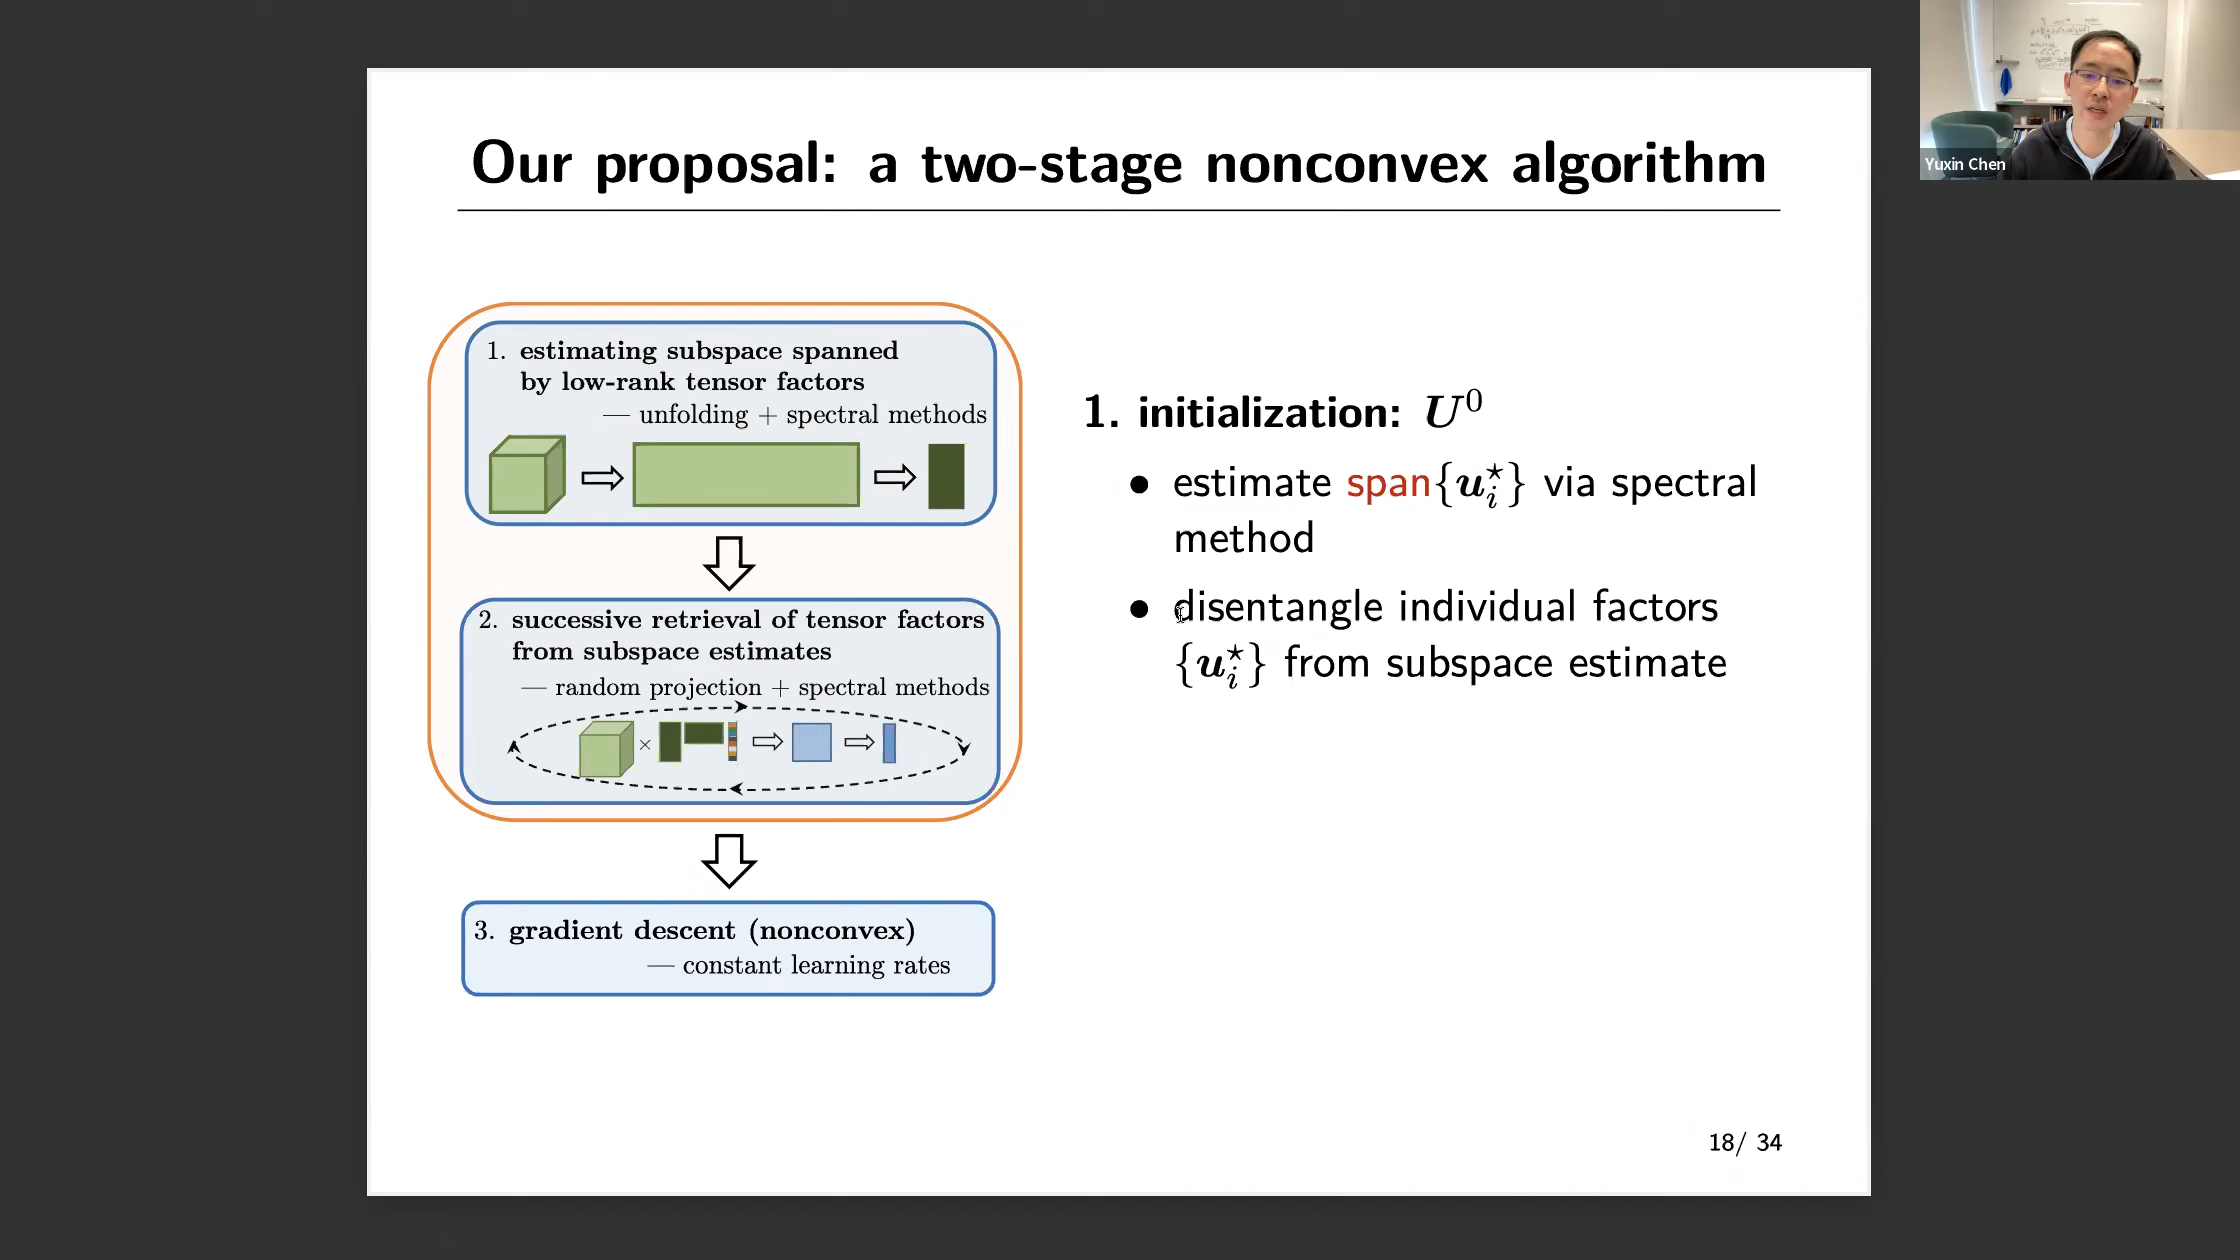 Our proposal: a two-stage nonconvex algorithm
Yuxin Chen
1. estimating subspace spanned
by low-rank tensor factors
— unfolding + spectral methods
2. successive retrieval of tensor factors
from subspace estimates
— random projection + spectral methods
×
3. gradient descent (nonconvex)
— constant learning rates
1. initialization: U⁰
• estimate span{uᵢ*} via spectral
method
• disentangle individual factors
{uᵢ*} from subspace estimate
18/ 34